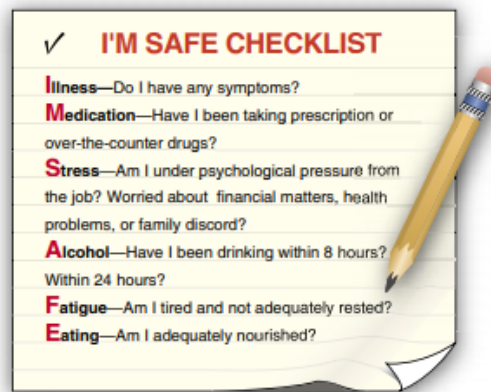 ✓ I'M SAFE CHECKLIST
Illness—Do I have any symptoms?
Medication—Have I been taking prescription or
over-the-counter drugs?
Stress—Am I under psychological pressure from
the job? Worried about financial matters, health
problems, or family discord?
Alcohol—Have I been drinking within 8 hours?
Within 24 hours?
Fatigue—Am I tired and not adequately rested?
Eating—Am I adequately nourished?